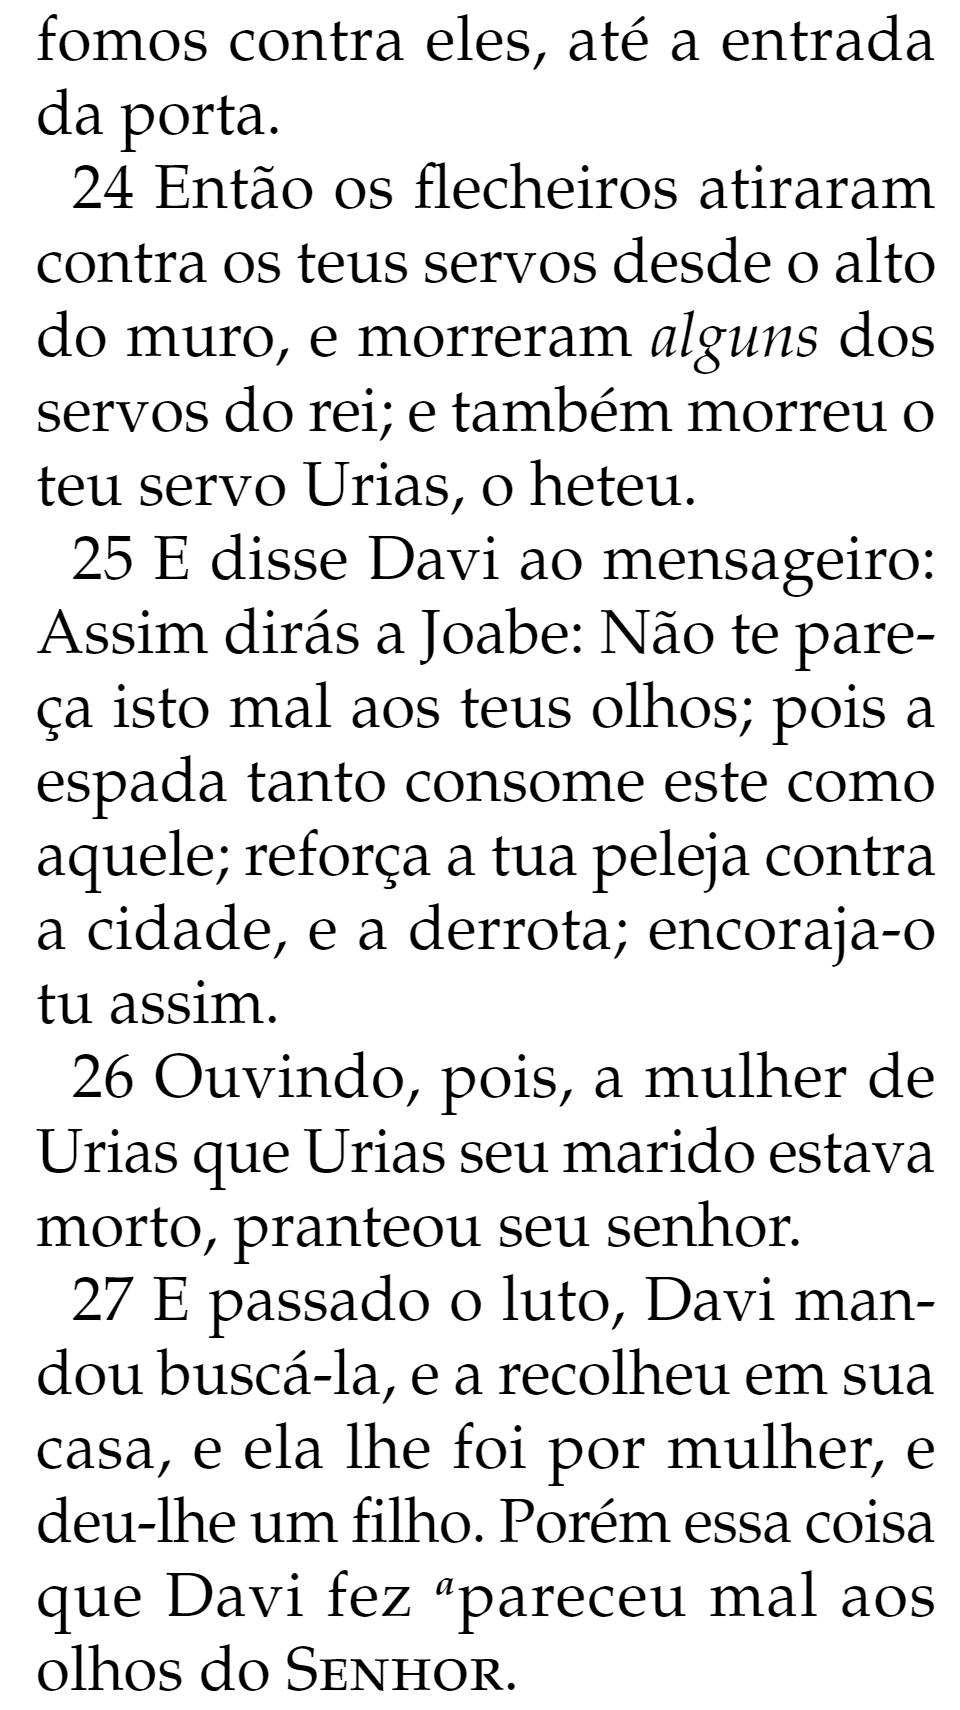 fomos contra eles, até a entrada
da porta.
24 Então os flecheiros atiraram
contra os teus servos desde o alto
do muro, e morreram alguns dos
servos do rei; e também morreu o
teu servo Urias, o heteu.
25 E disse Davi ao mensageiro:
Assim dirás a Joabe: Não te pare-
ça isto mal aos teus olhos; pois a
espada tanto consome este como
aquele; reforça a tua peleja contra
a cidade, e a derrota; encoraja-o
tu assim.
26 Ouvindo, pois, a mulher de
Urias que Urias seu marido estava
morto, pranteou seu senhor.
27 E passado o luto, Davi man-
dou buscá-la, e a recolheu em sua
casa, e ela lhe foi por mulher, e
deu-lhe um filho. Porém essa coisa
que Davi fez ᵃpareceu mal aos
olhos do SENHOR.